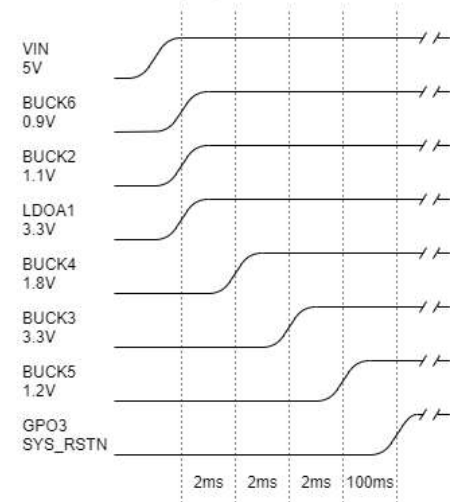 VIN
5V
BUCK6
0.9V
BUCK2
1.1V
LDOA1
3.3V
BUCK4
1.8V
BUCK3
3.3V
BUCK5
1.2V
GPO3
SYS_RSTN
2ms 2ms 2ms 100ms